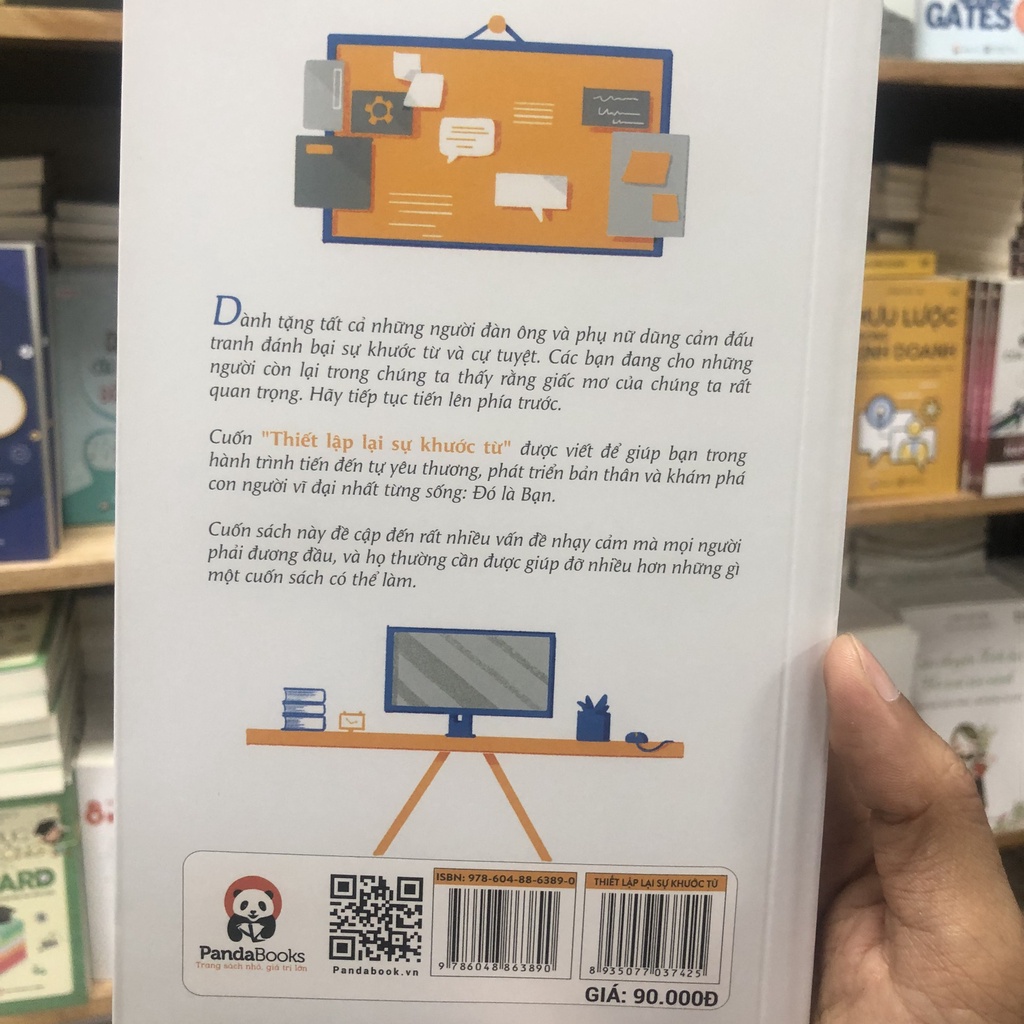 GATES
Dành tặng tất cả những người đàn ông và phụ nữ dũng cảm đấu
tranh đánh bại sự khước từ và cự tuyệt. Các bạn đang cho những
người còn lại trong chúng ta thấy rằng giấc mơ của chúng ta rất
quan trọng. Hãy tiếp tục tiến lên phía trước.
Cuốn "Thiết lập lại sự khước từ" được viết để giúp bạn trong
hành trình tiến đến tự yêu thương, phát triển bản thân và khám phá
con người vĩ đại nhất từng sống: Đó là Bạn.
Cuốn sách này đề cập đến rất nhiều vấn đề nhạy cảm mà mọi người
phải đương đầu, và họ thường cần được giúp đỡ nhiều hơn những gì
một cuốn sách có thể làm.
PandaBooks
Trang sách nhỏ, giá trị lớn
Pandabook.vn
ISBN: 978-604-88-6389-0
9 786048 863890
THIẾT LẬP LẠI SỰ KHƯỚC TỪ
8 935077 037425
GIÁ: 90.000Đ